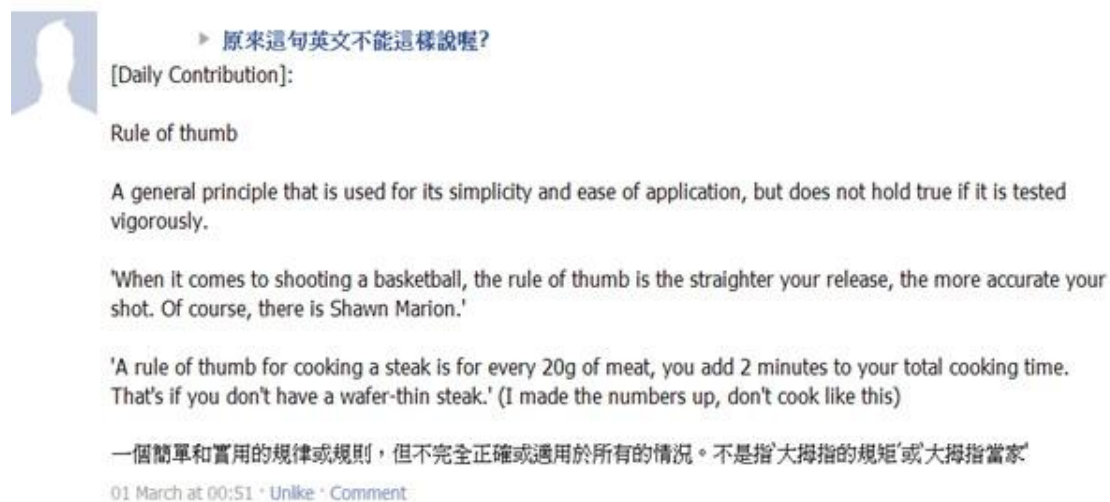 ▶ 原來這句英文不能這樣說喔?
[Daily Contribution]:
Rule of thumb
A general principle that is used for its simplicity and ease of application, but does not hold true if it is tested
vigorously.
'When it comes to shooting a basketball, the rule of thumb is the straighter your release, the more accurate your
shot. Of course, there is Shawn Marion.'
'A rule of thumb for cooking a steak is for every 20g of meat, you add 2 minutes to your total cooking time.
That's if you don't have a wafer-thin steak.' (I made the numbers up, don't cook like this)
一個簡單和實用的規律或規則，但不完全正確或適用於所有的情況。不是指'大拇指的規矩'或'大拇指當家'
01 March at 00:51 · Unlike · Comment